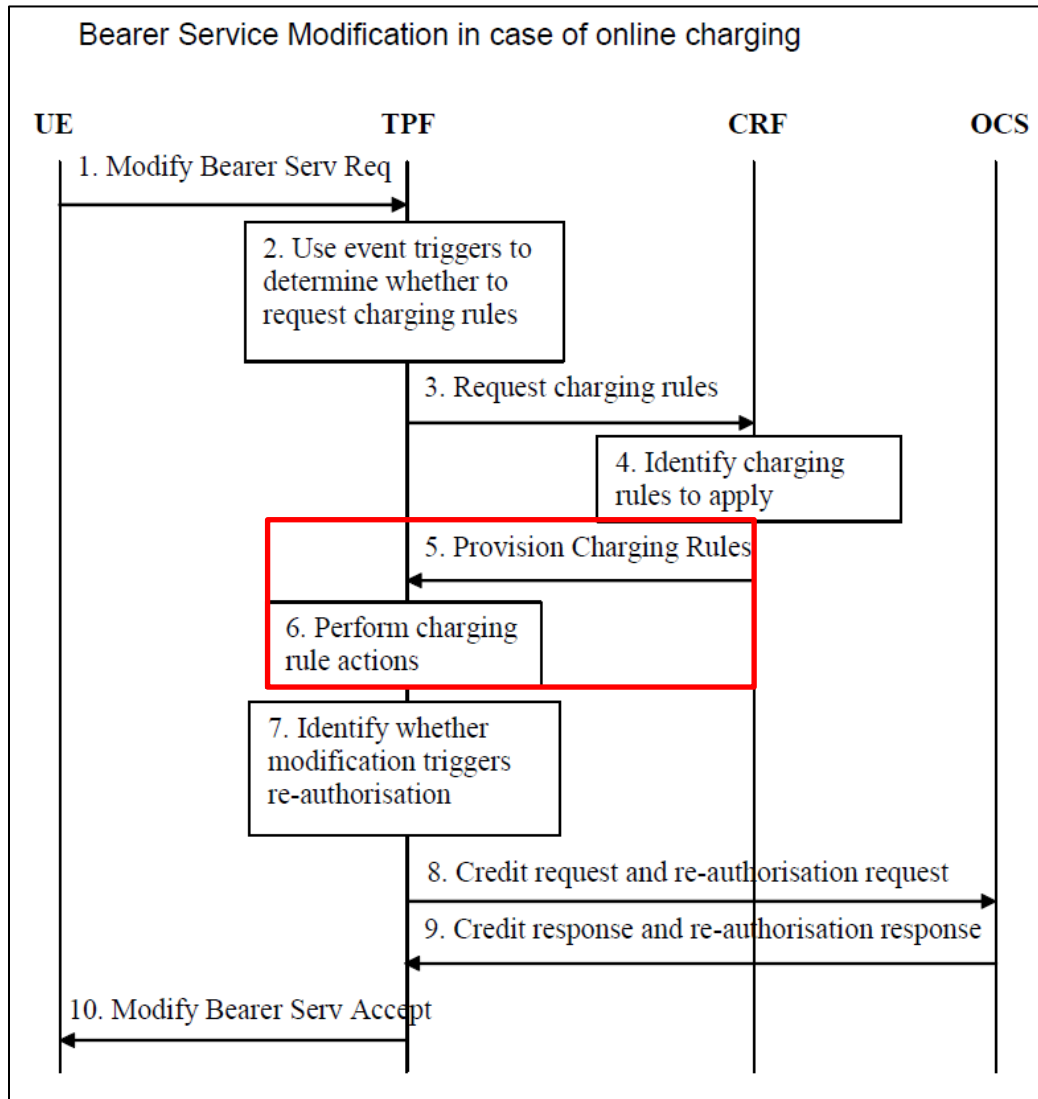 Bearer Service Modification in case of online charging
UE TPF CRF OCS
1. Modify Bearer Serv Req
2. Use event triggers to
determine whether to
request charging rules
3. Request charging rules
4. Identify charging
rules to apply
5. Provision Charging Rules
6. Perform charging
rule actions
7. Identify whether
modification triggers
re-authorisation
8. Credit request and re-authorisation request
9. Credit response and re-authorisation response
10. Modify Bearer Serv Accept